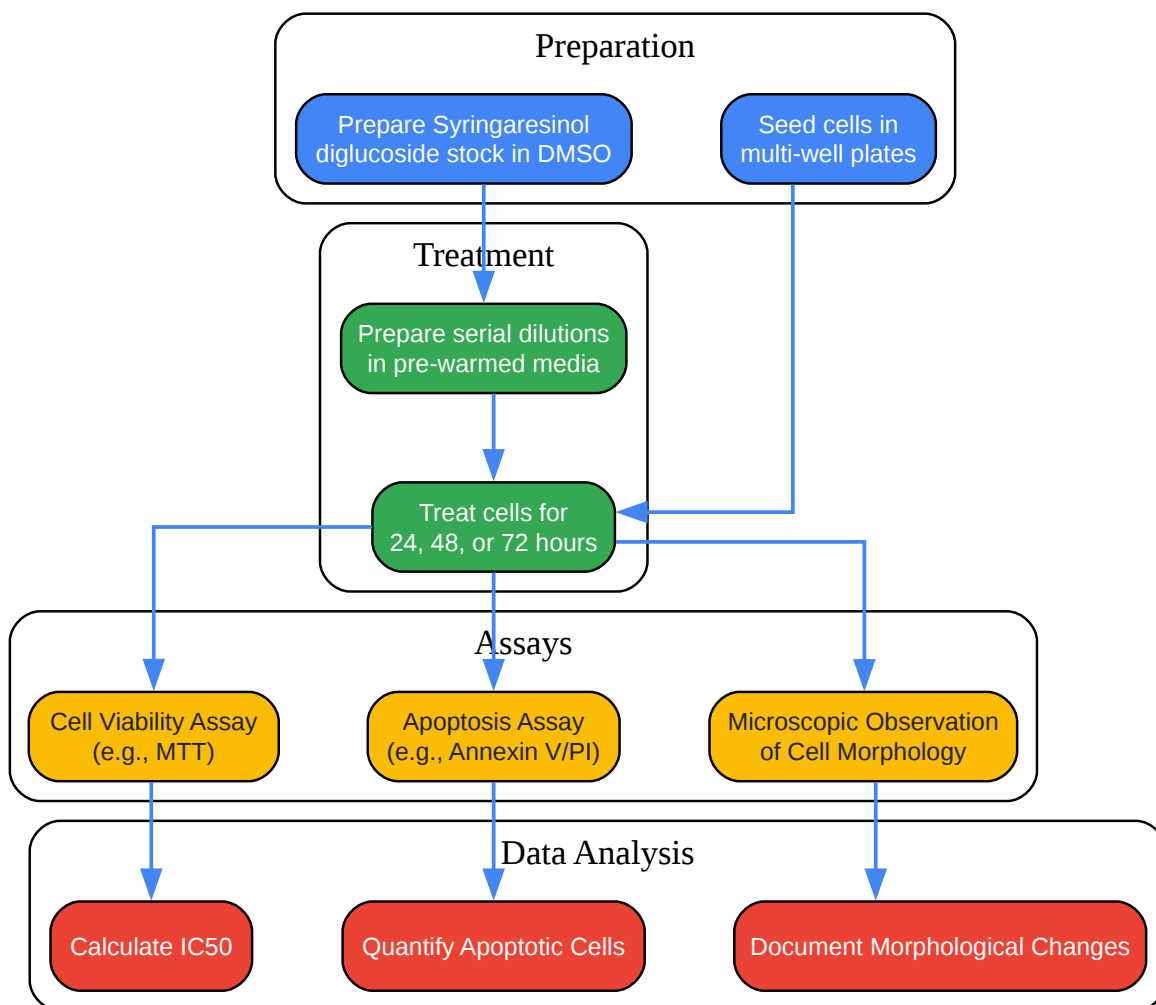 Preparation
Prepare Syringaresinol
diglucoside stock in DMSO
Seed cells in
multi-well plates
Treatment
Prepare serial dilutions
in pre-warmed media
Treat cells for
24, 48, or 72 hours
Assays
Cell Viability Assay
(e.g., MTT)
Apoptosis Assay
(e.g., Annexin V/PI)
Microscopic Observation
of Cell Morphology
Data Analysis
Calculate IC50
Quantify Apoptotic Cells
Document Morphological Changes